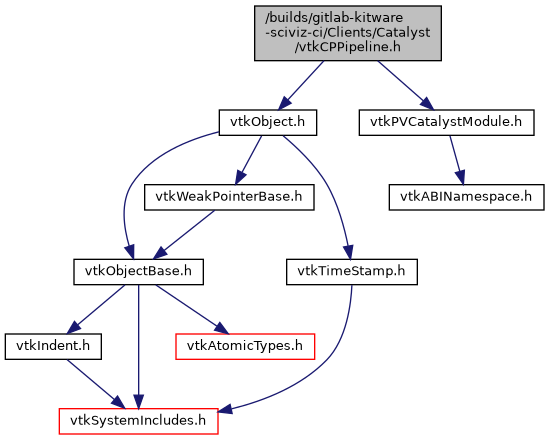 /builds/gitlab-kitware
-sciviz-ci/Clients/Catalyst
/vtkCPPipeline.h
vtkObject.h
vtkPVCatalystModule.h
vtkWeakPointerBase.h
vtkABINamespace.h
vtkObjectBase.h
vtkTimeStamp.h
vtkIndent.h
vtkAtomicTypes.h
vtkSystemIncludes.h